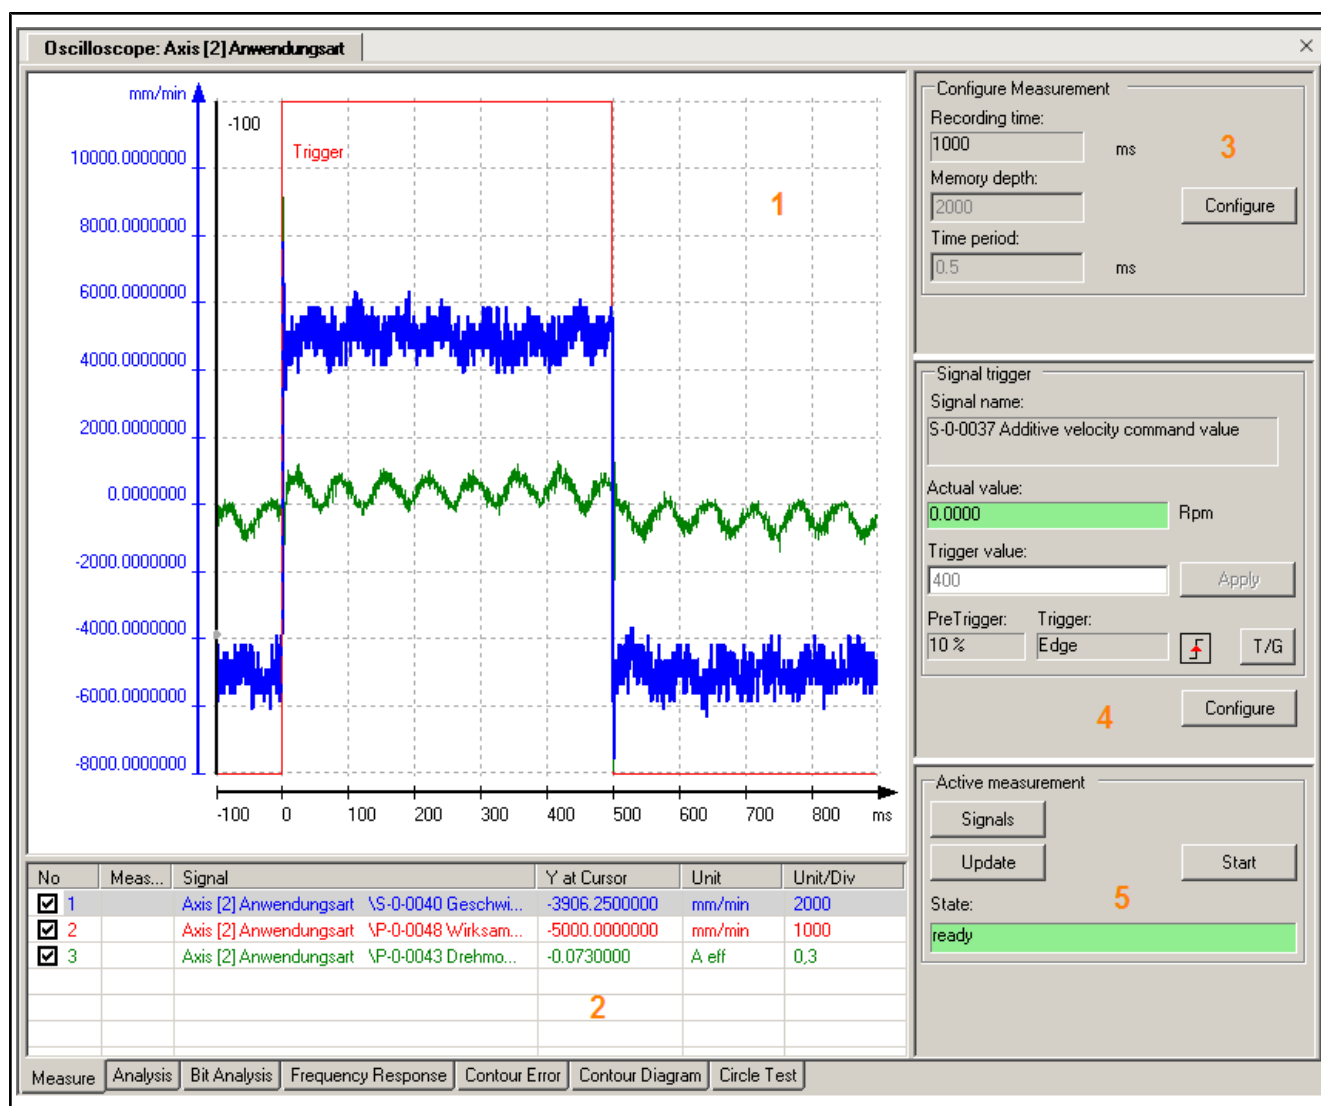 Oscilloscope: Axis [2] Anwendungsart
mm/min
-100
10000.0000000
Trigger
8000.0000000
6000.0000000
4000.0000000
2000.0000000
0.0000000
-2000.0000000
-4000.0000000
-6000.0000000
-8000.0000000
-100 0 100 200 300 400 500 600 700 800 ms
1
No Meas... Signal Y at Cursor Unit Unit/Div
1 Axis [2] Anwendungsart \S-0-0040 Geschwi... -3906.2500000 mm/min 2000
2 Axis [2] Anwendungsart \P-0-0048 Wirksam... -5000.0000000 mm/min 1000
3 Axis [2] Anwendungsart \P-0-0043 Drehmo... -0.0730000 A eff 0,3
2
Measure Analysis Bit Analysis Frequency Response Contour Error Contour Diagram Circle Test
Configure Measurement
Recording time:
1000 ms
3
Memory depth:
2000 Configure
Time period:
0.5 ms
Signal trigger
Signal name:
S-0-0037 Additive velocity command value
Actual value:
0.0000 Rpm
Trigger value:
400 Apply
PreTrigger: Trigger:
10 % Edge T/G
Configure
4
Active measurement
Signals
Update Start
State:
5
ready